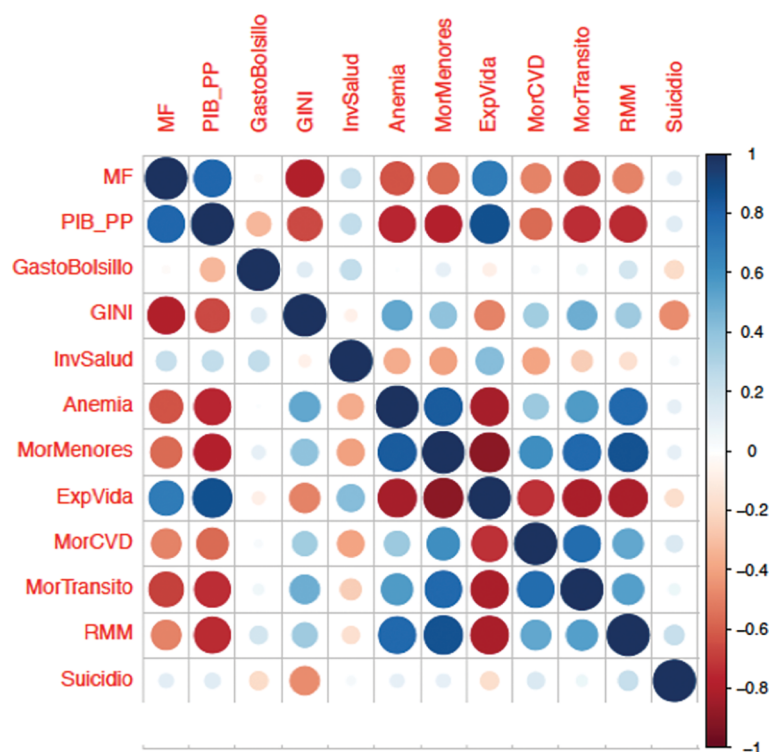 MF PIB_PP GastoBolsillo GINI InvSalud Anemia MorMenores ExpVida MorCVD MorTransito RMM Suicidio
MF
PIB_PP
GastoBolsillo
GINI
InvSalud
Anemia
MorMenores
ExpVida
MorCVD
MorTransito
RMM
Suicidio
1
0.8
0.6
0.4
0.2
0
−0.2
−0.4
−0.6
−0.8
−1